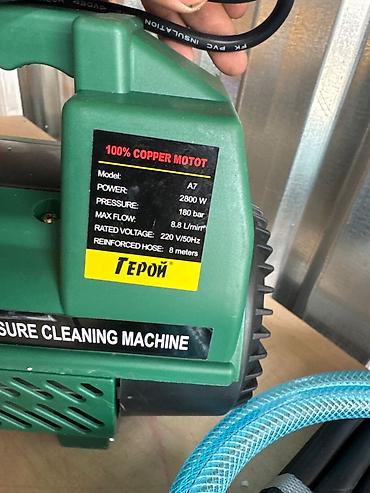 PK PVC INSULATION
100% COPPER MOTOT
Model: A7
POWER: 2800 W
PRESSURE: 180 bar
MAX FLOW: 8.8 L/min
RATED VOLTAGE: 220 V/50Hz
REINFORCED HOSE: 8 meters
ГЕРОЙ®
SURE CLEANING MACHINE